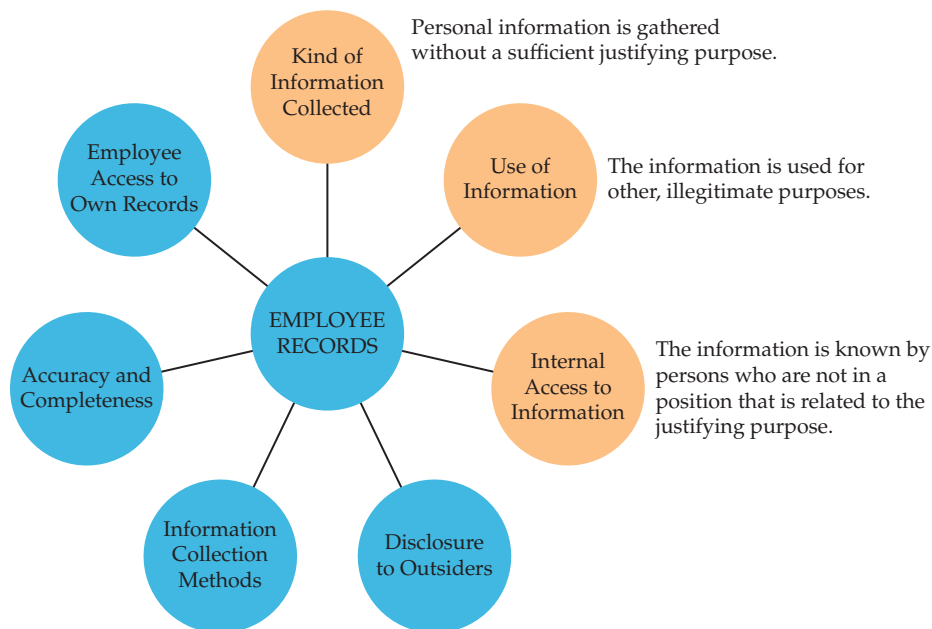 Kind of
Information
Collected
Personal information is gathered
without a sufficient justifying purpose.
Use of
Information
The information is used for
other, illegitimate purposes.
Internal
Access to
Information
The information is known by
persons who are not in a
position that is related to the
justifying purpose.
Disclosure
to Outsiders
Information
Collection
Methods
Accuracy and
Completeness
Employee
Access to
Own Records
EMPLOYEE
RECORDS